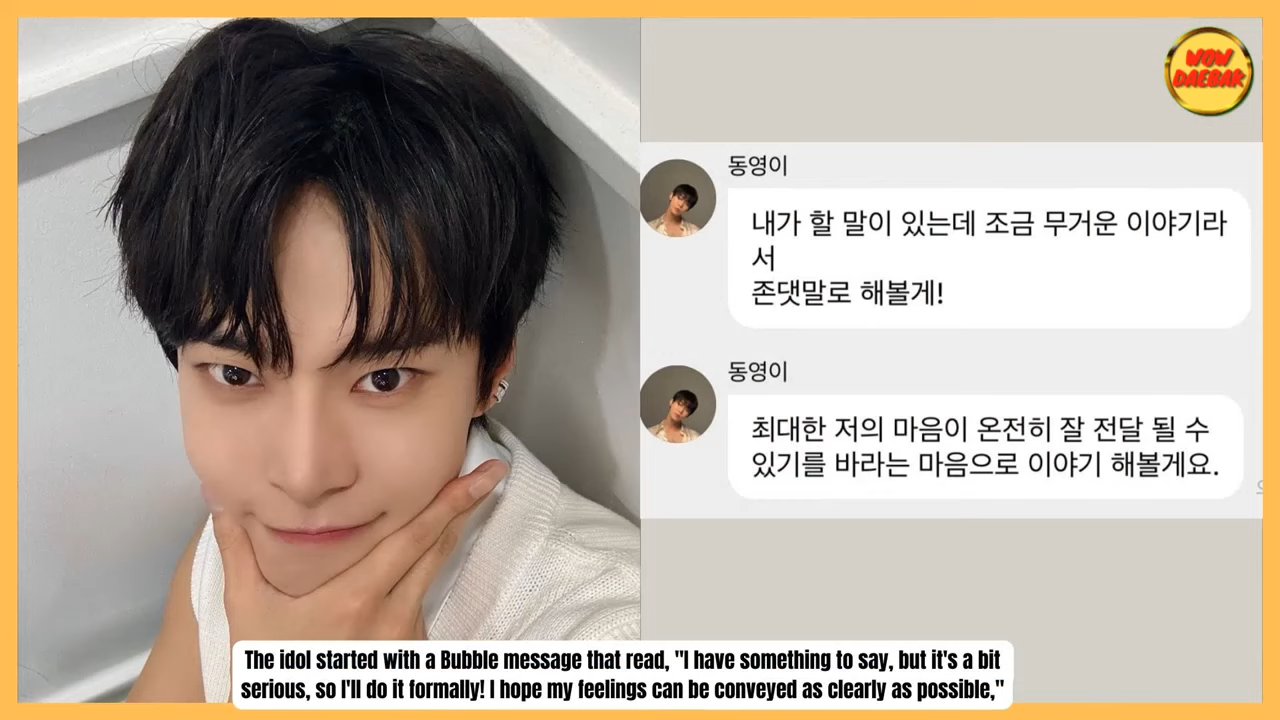 WOW
DAEBAK
동영이
내가 할 말이 있는데 조금 무거운 이야기라
서
존댓말로 해볼게!
동영이
최대한 저의 마음이 온전히 잘 전달 될 수
있기를 바라는 마음으로 이야기 해볼게요.
The idol started with a Bubble message that read, "I have something to say, but it's a bit
serious, so I'll do it formally! I hope my feelings can be conveyed as clearly as possible,"